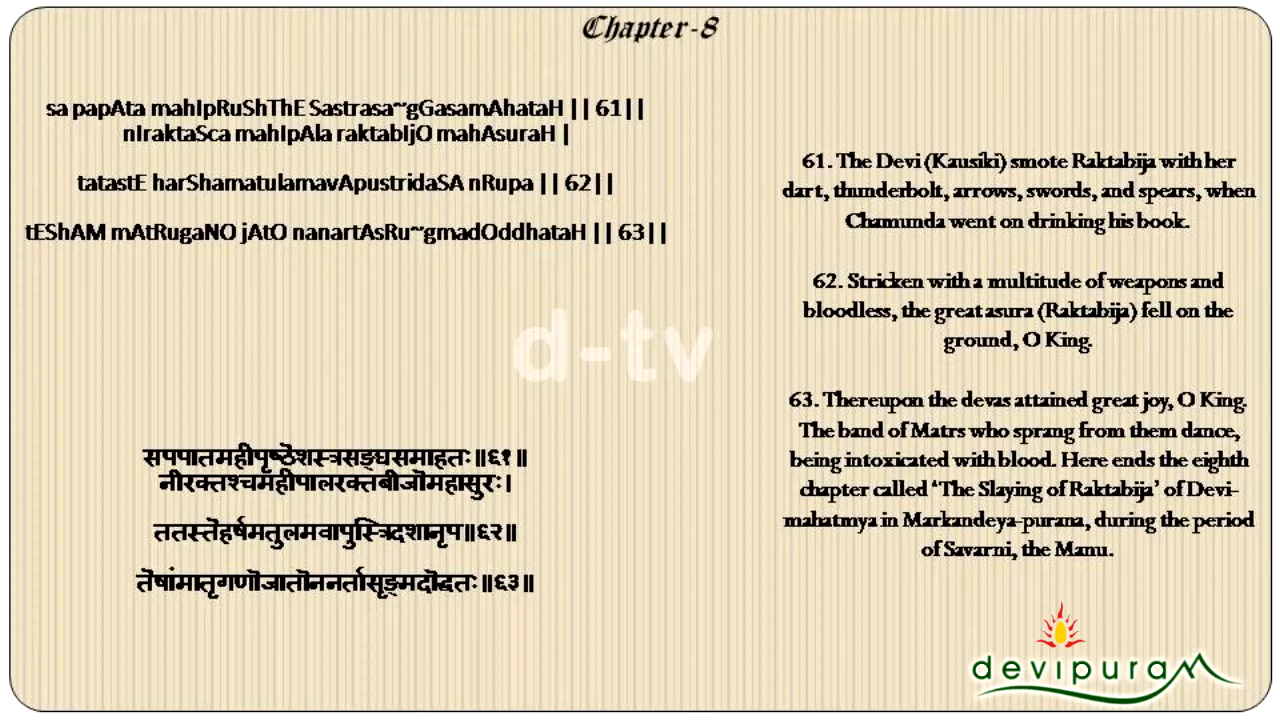 Chapter-8
sa papAta mahIpRuShThE Sastrasa~gGasamAhataH || 61||
nIraktaSca mahIpAla raktabIjO mahAsuraH |
tatastE harShamatulamavApustridaSA nRupa || 62||
tEShAM mAtRugaNO jAtO nanartAsRu~gmadOddhataH || 63||
सपपातमहीपृष्ठॆशस्त्रसङ्घसमाहतः॥६१॥
नीरक्तश्चमहीपालरक्तबीजॊमहासुरः।
ततस्तॆहर्षमतुलमवापुस्त्रिदशानृप॥६२॥
तॆषांमातृगणॊजातॊननर्तासृङ्मदॊद्धतः॥६३॥
61. The Devi (Kausiki) smote Raktabija with her
dart, thunderbolt, arrows, swords, and spears, when
Chamunda went on drinking his book.
62. Stricken with a multitude of weapons and
bloodless, the great asura (Raktabija) fell on the
ground, O King.
63. Thereupon the devas attained great joy, O King.
The band of Matrs who sprang from them dance,
being intoxicated with blood. Here ends the eighth
chapter called ‘The Slaying of Raktabija’ of Devi-
mahatmya in Markandeya-purana, during the period
of Savarni, the Manu.
d-tv
devipuram